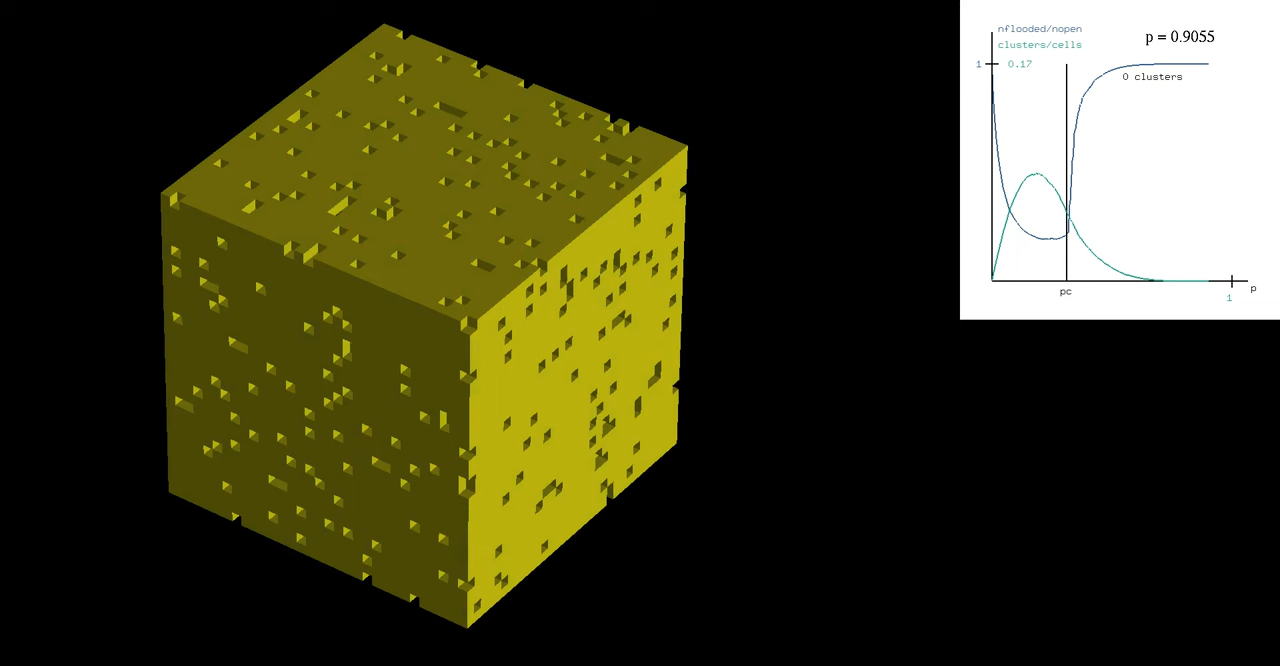 nflooded/nopen
p = 0.9055
clusters/cells
1
0.17
0 clusters
pc
p
1